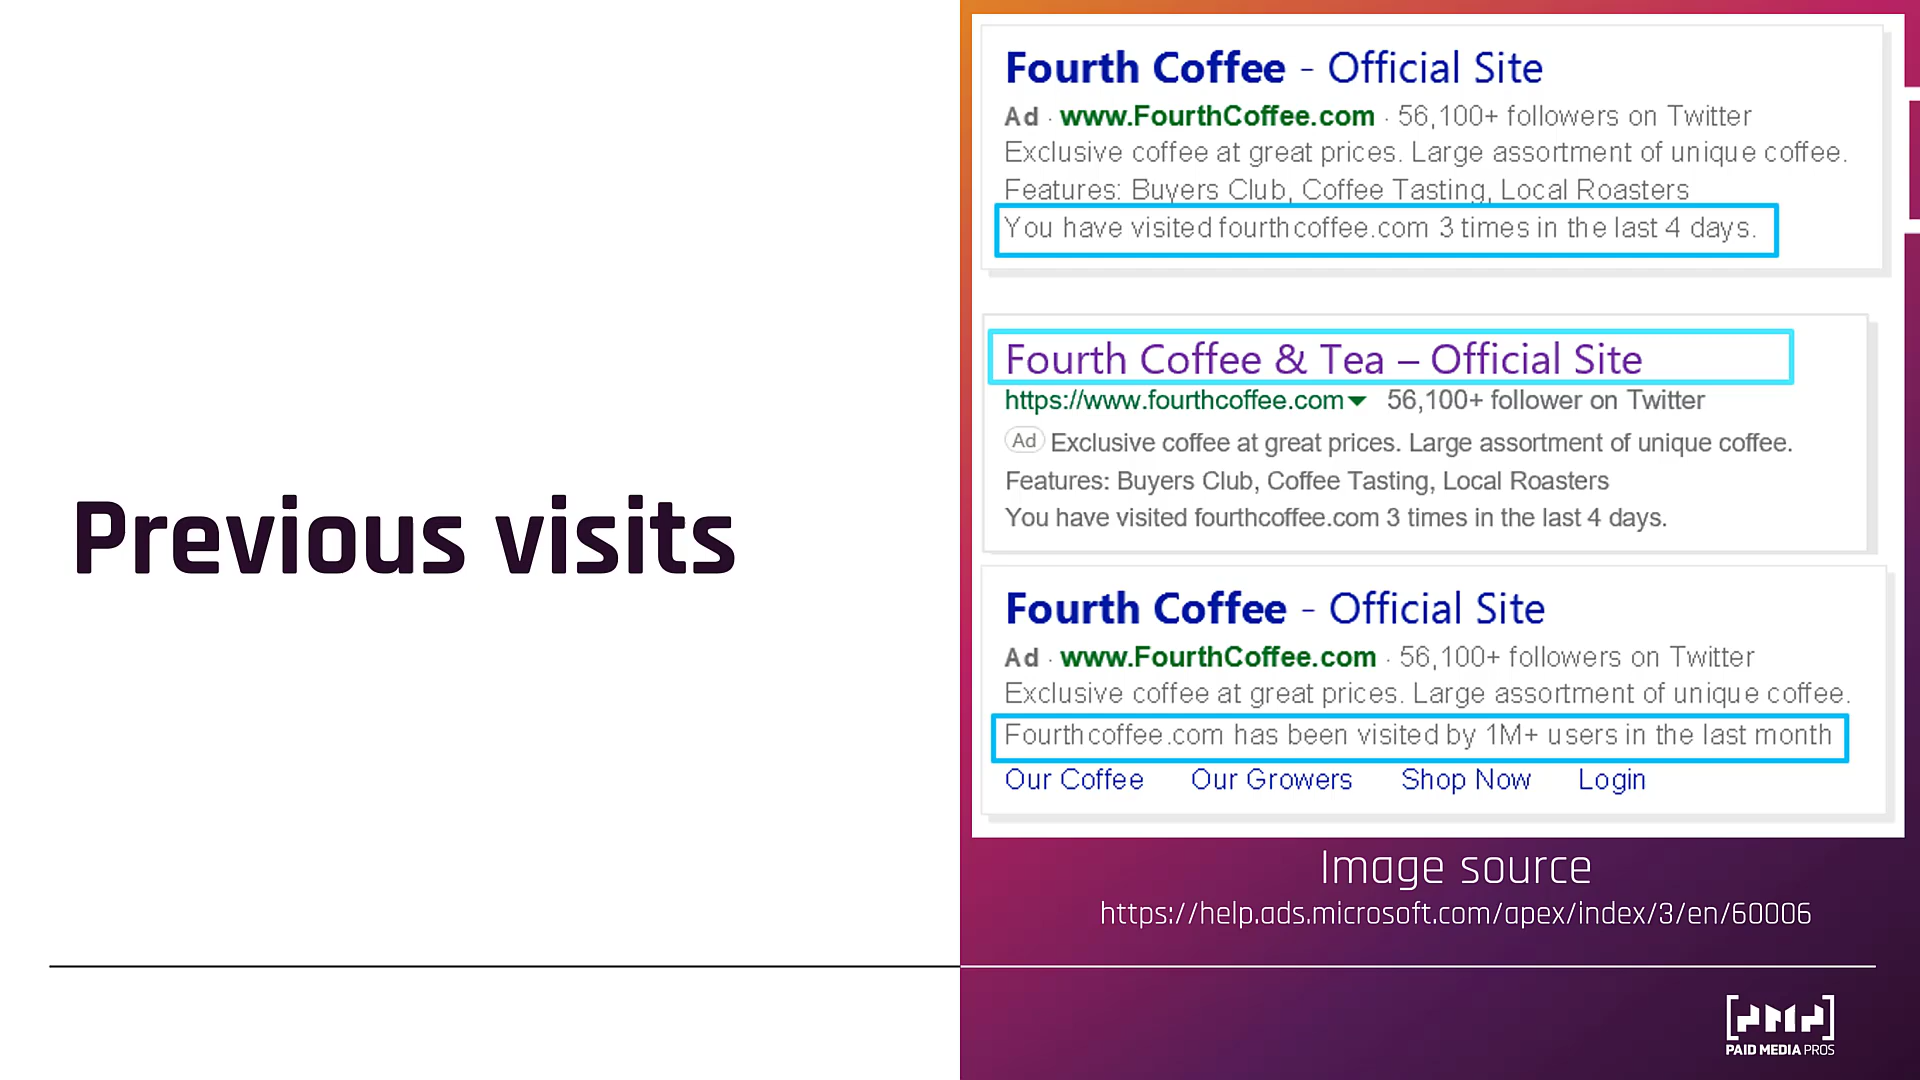 Previous visits
Fourth Coffee - Official Site
Ad · www.FourthCoffee.com · 56,100+ followers on Twitter
Exclusive coffee at great prices. Large assortment of unique coffee.
Features: Buyers Club, Coffee Tasting, Local Roasters
You have visited fourthcoffee.com 3 times in the last 4 days.
Fourth Coffee & Tea – Official Site
https://www.fourthcoffee.com 56,100+ follower on Twitter
Ad Exclusive coffee at great prices. Large assortment of unique coffee.
Features: Buyers Club, Coffee Tasting, Local Roasters
You have visited fourthcoffee.com 3 times in the last 4 days.
Fourth Coffee - Official Site
Ad · www.FourthCoffee.com · 56,100+ followers on Twitter
Exclusive coffee at great prices. Large assortment of unique coffee.
Fourthcoffee.com has been visited by 1M+ users in the last month
Our Coffee Our Growers Shop Now Login
Image source
https://help.ads.microsoft.com/apex/index/3/en/60006
PMP
PAID MEDIA PROS